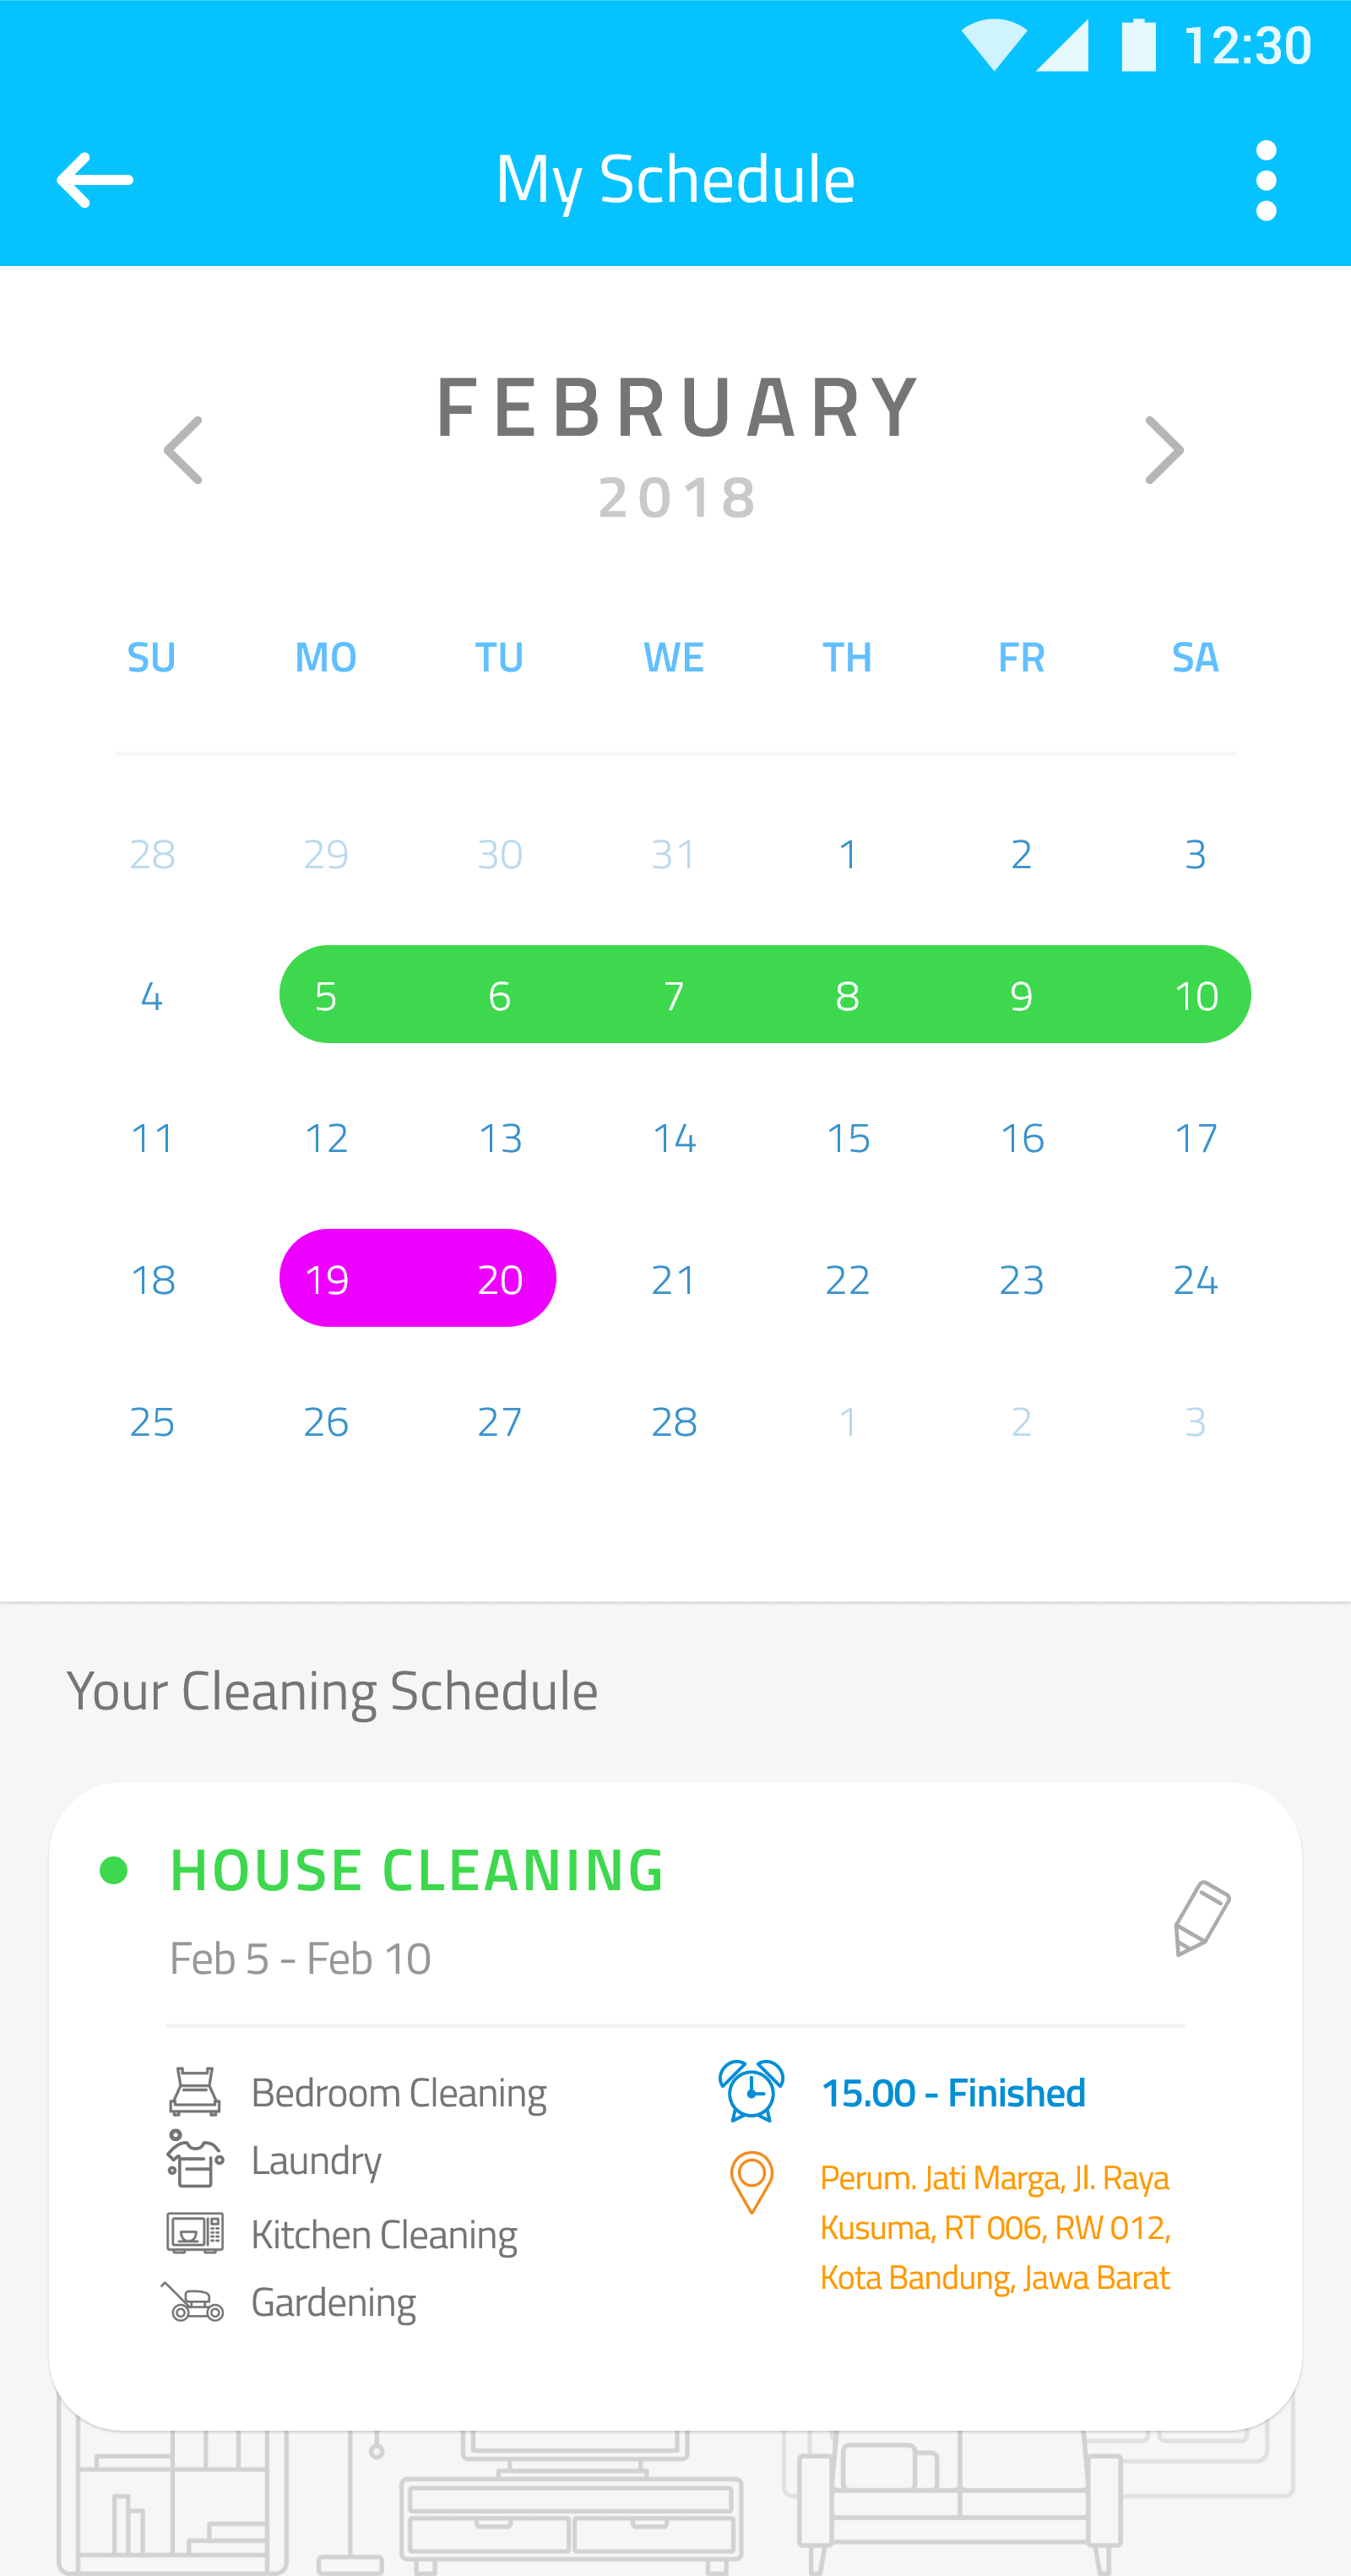 12:30
My Schedule
FEBRUARY
2018
SU MO TU WE TH FR SA
28 29 30 31 1 2 3
4 5 6 7 8 9 10
11 12 13 14 15 16 17
18 19 20 21 22 23 24
25 26 27 28 1 2 3
Your Cleaning Schedule
HOUSE CLEANING
Feb 5 - Feb 10
Bedroom Cleaning
Laundry
Kitchen Cleaning
Gardening
15.00 - Finished
Perum. Jati Marga, Jl. Raya
Kusuma, RT 006, RW 012,
Kota Bandung, Jawa Barat